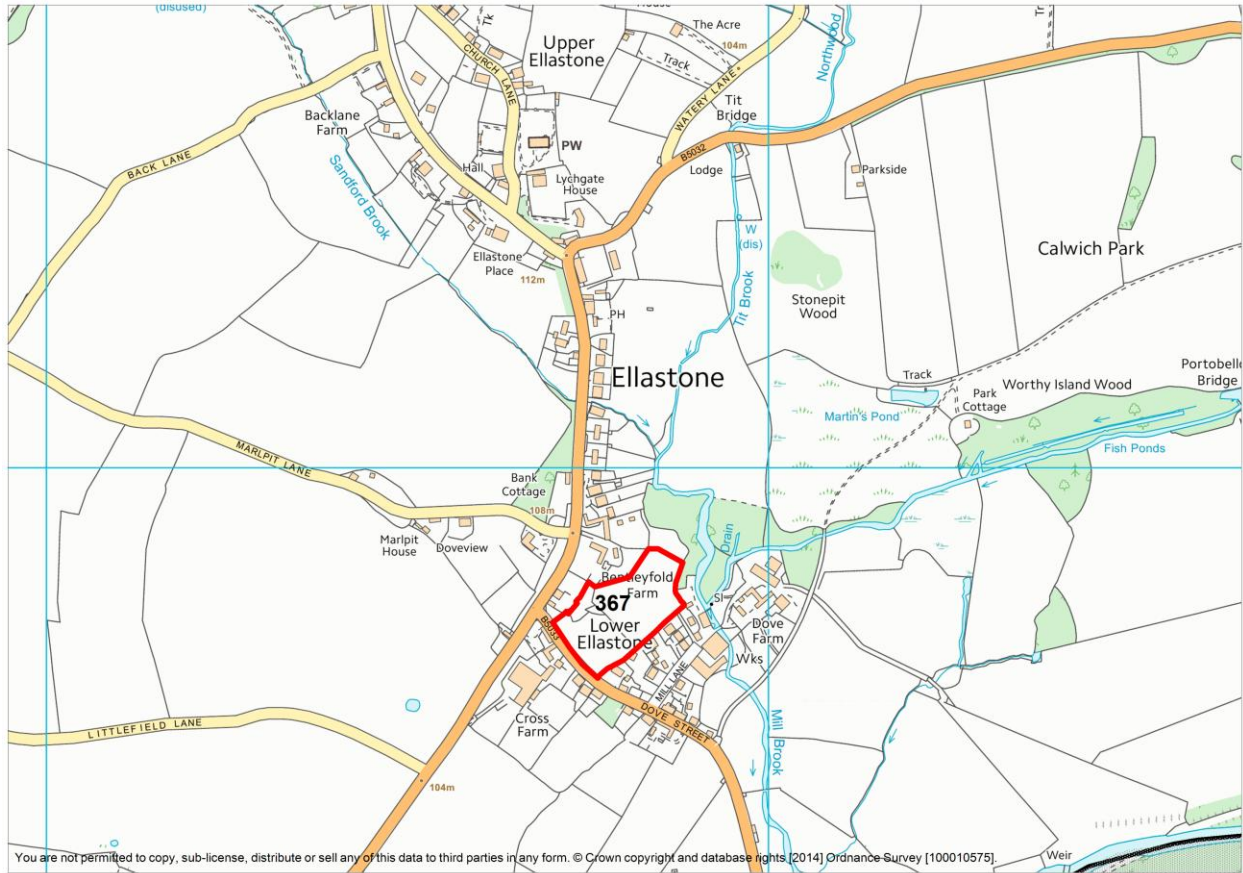 (disused)
Tk
House
The Acre
104m
Track
Northwood
Tr
Upper
Ellastone
CHURCH LANE
WATERY LANE
Tit
Bridge
Backlane
Farm
BACK LANE
Sandford Brook
PW
Hall
Lychgate
House
B5032
Lodge
Parkside
W
(dis)
Ellastone
Place
112m
Calwich Park
Stonepit
Wood
Tit Brook
PH
Ellastone
Track
Park
Cottage
Worthy Island Wood
Portobello
Bridge
Martin's Pond
Fish Ponds
MARLPIT LANE
Bank
Cottage
108m
Marlpit
House
Doveview
Drain
Bentleyfold
Farm
367
Lower
Ellastone
B5033
Sl
Dove
Farm
Wks
MILL LANE
DOVE STREET
Mill Brook
Cross
Farm
LITTLEFIELD LANE
104m
Weir
You are not permitted to copy, sub-license, distribute or sell any of this data to third parties in any form. © Crown copyright and database rights [2014] Ordnance Survey [100010575].